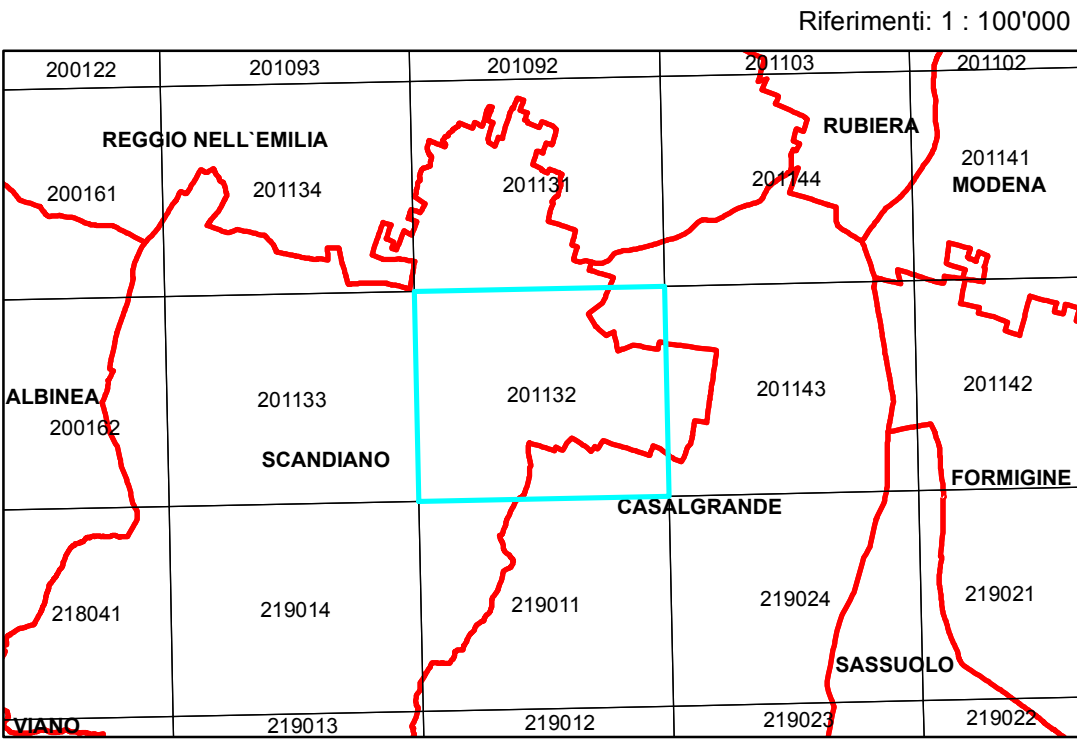 Riferimenti: 1 : 100'000
200122
201093
201092
201103
201102
REGGIO NELL`EMILIA
RUBIERA
200161
201134
201131
201144
201141
MODENA
ALBINEA
200162
201133
201132
201143
201142
SCANDIANO
CASALGRANDE
FORMIGINE
218041
219014
219011
219024
219021
SASSUOLO
VIANO
219013
219012
219023
219022